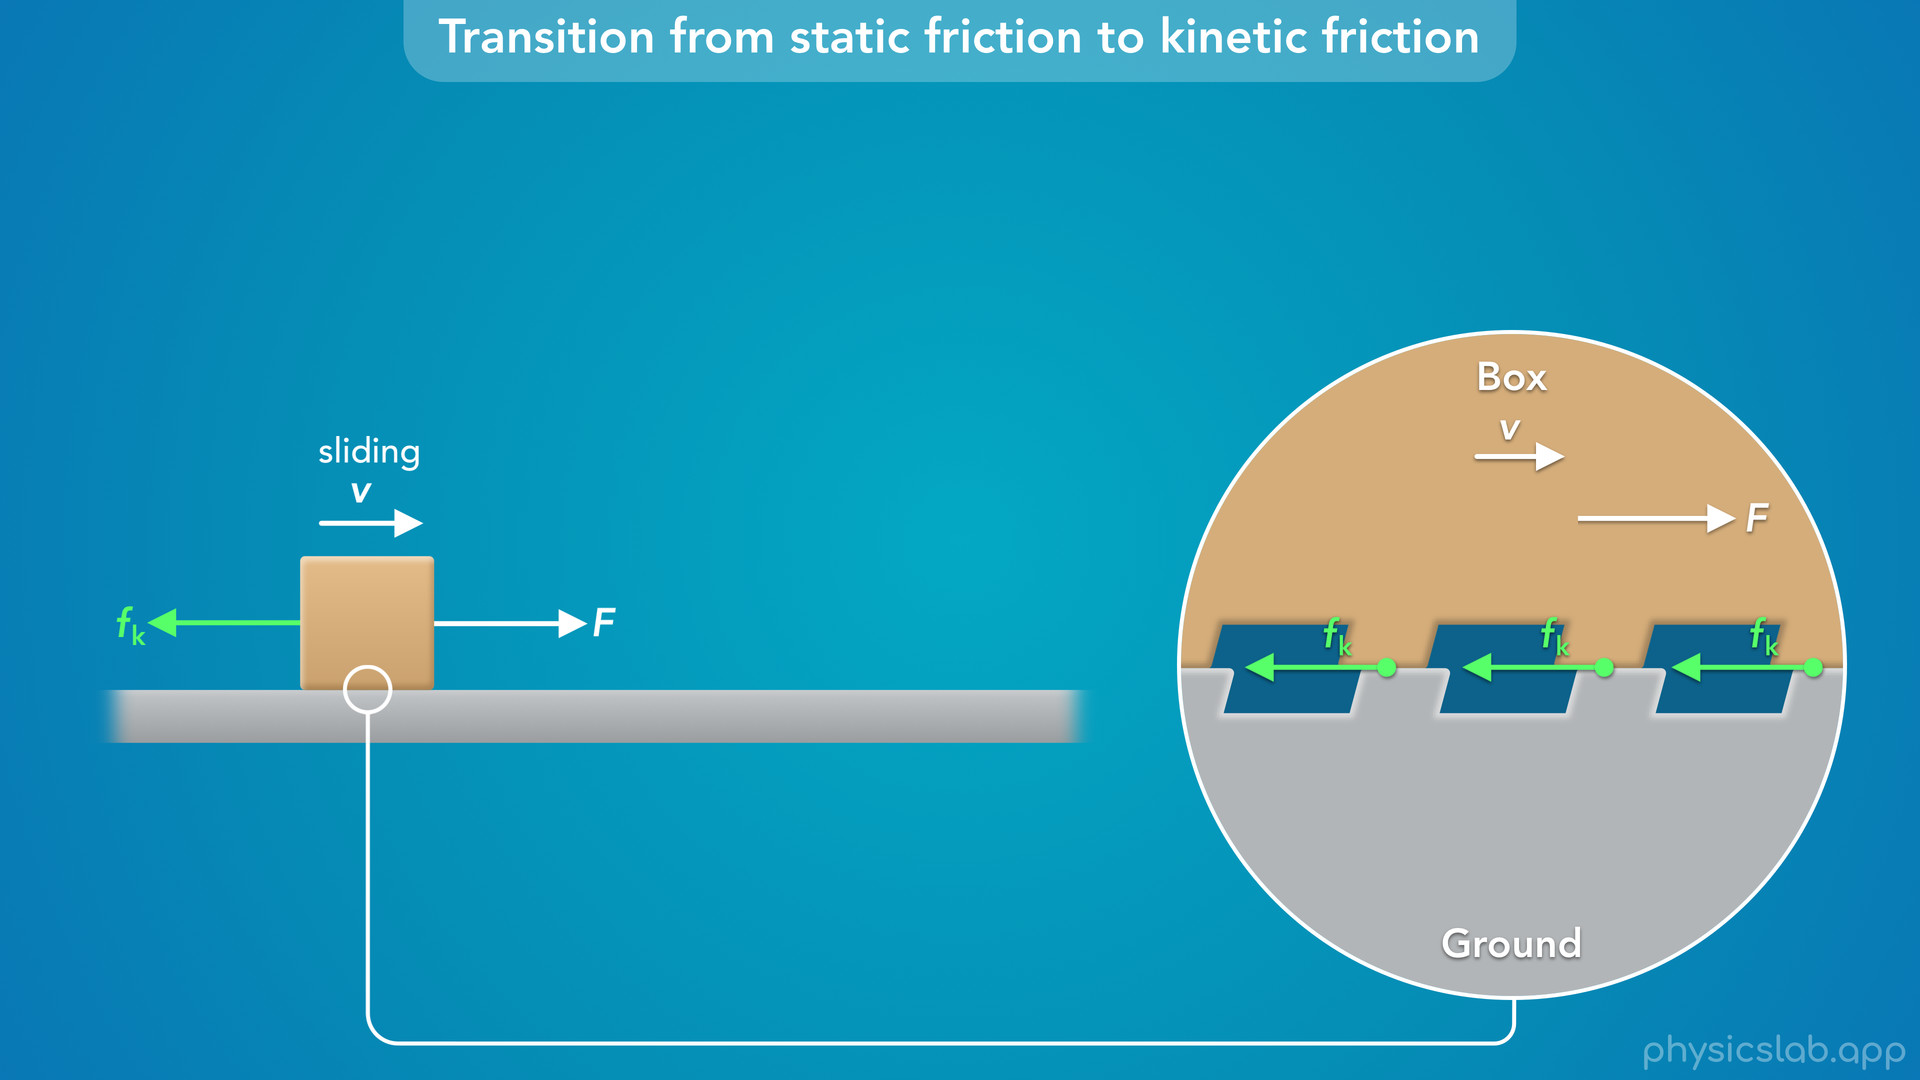 Transition from static friction to kinetic friction
sliding
v
fk
F
Box
v
F
fk fk fk
Ground
physicslab.app